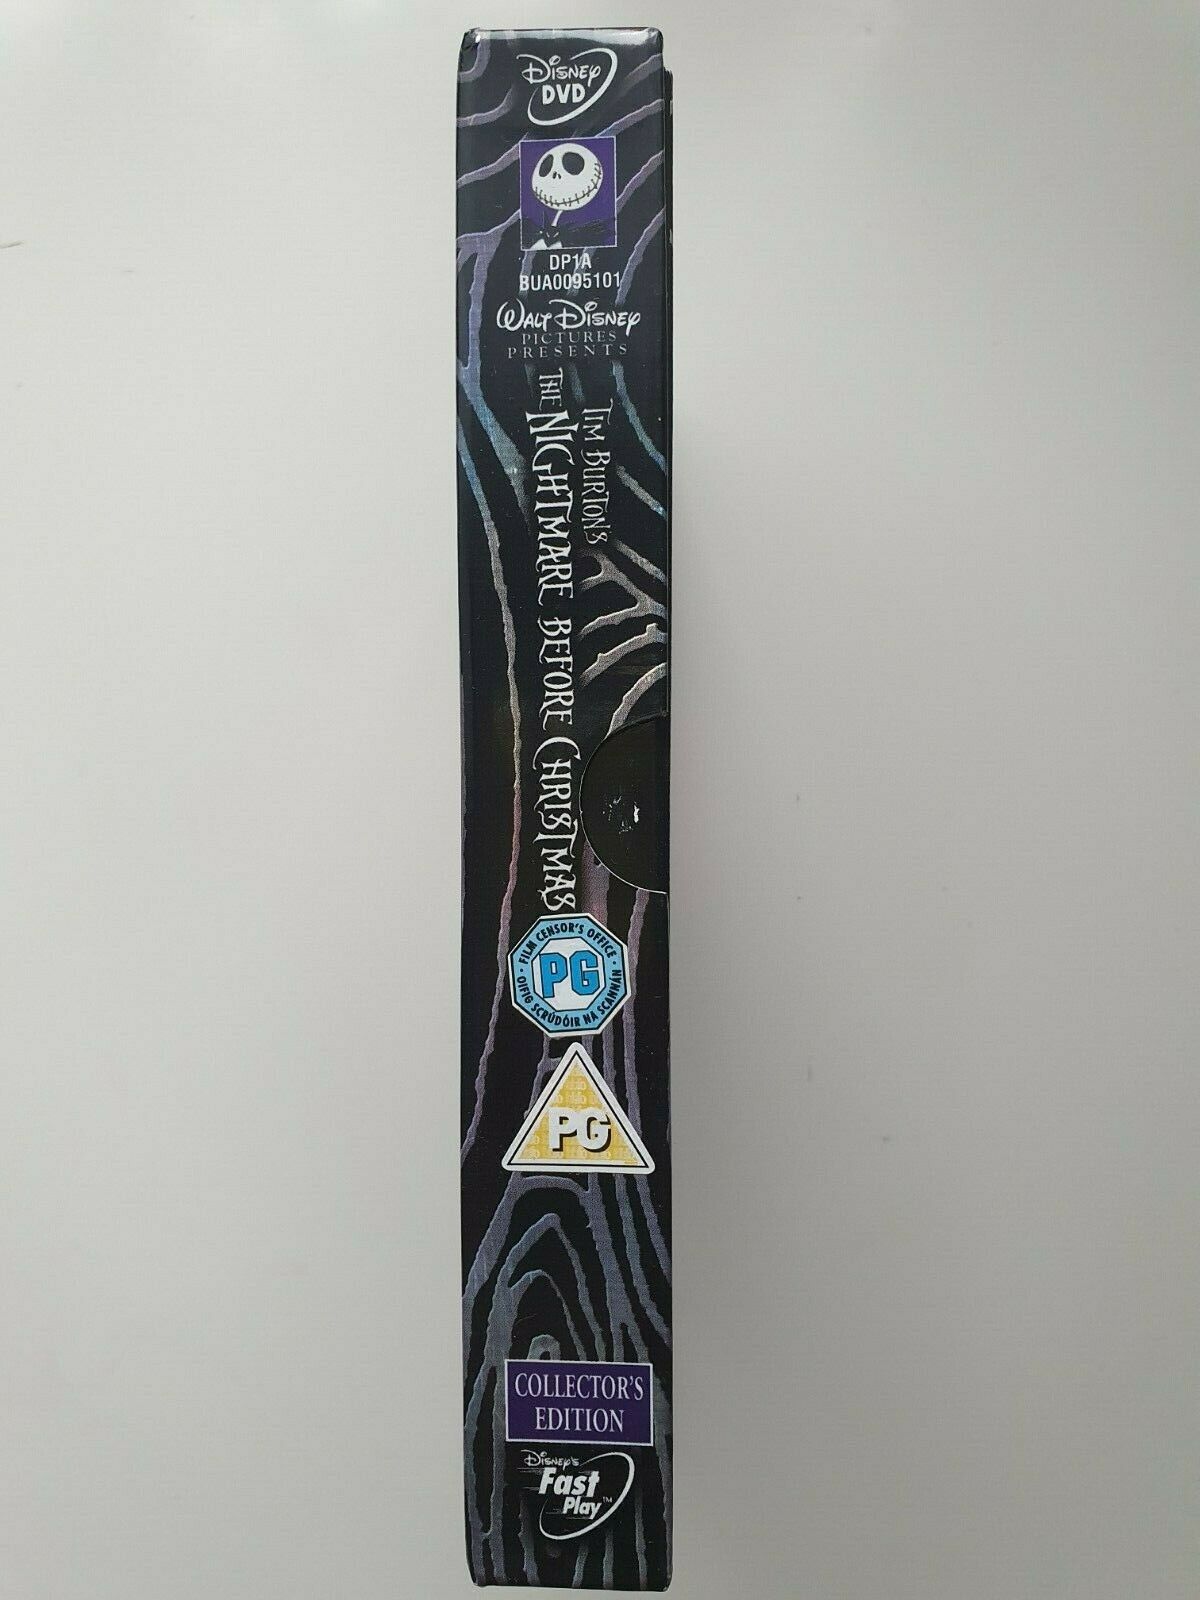 DISNEY
DVD
DP1A
BUA0095101
WALT DISNEY
PICTURES
PRESENTS
TIM BURTON'S
THE NIGHTMARE BEFORE CHRISTMAS
· FILM CENSOR'S OFFICE ·
PG
OIFIG SCRÚDÓIR NA SCANNÁN
PG
COLLECTOR'S
EDITION
DISNEY'S
Fast
Play™